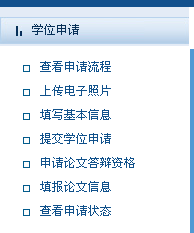 学位申请
查看申请流程
上传电子照片
填写基本信息
提交学位申请
申请论文答辩资格
填报论文信息
查看申请状态